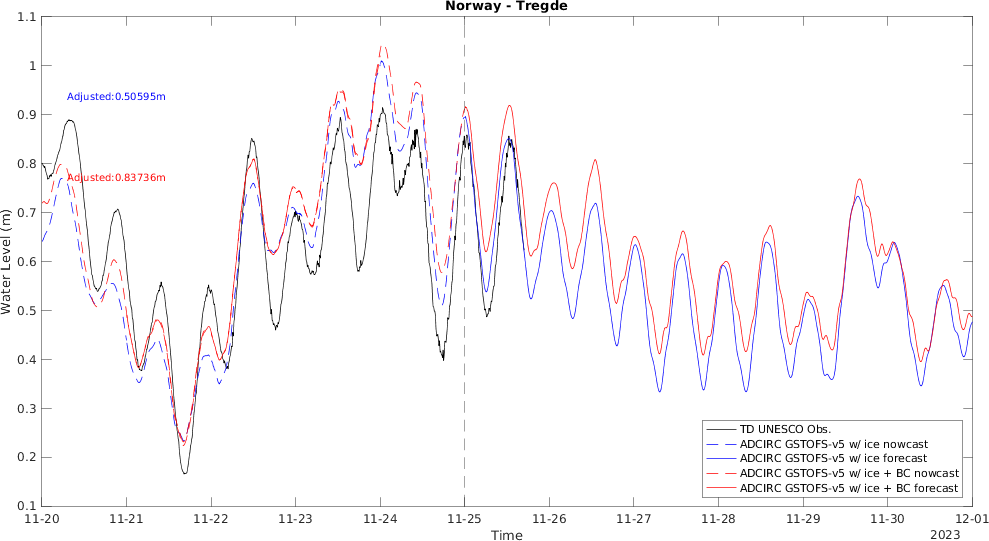 Norway - Tregde
1.1
1
0.9
0.8
0.7
0.6
0.5
0.4
0.3
0.2
0.1
Water Level (m)
Adjusted:0.50595m
Adjusted:0.83736m
TD UNESCO Obs.
ADCIRC GSTOFS-v5 w/ ice nowcast
ADCIRC GSTOFS-v5 w/ ice forecast
ADCIRC GSTOFS-v5 w/ ice + BC nowcast
ADCIRC GSTOFS-v5 w/ ice + BC forecast
11-20 11-21 11-22 11-23 11-24 11-25 11-26 11-27 11-28 11-29 11-30 12-01
Time
2023